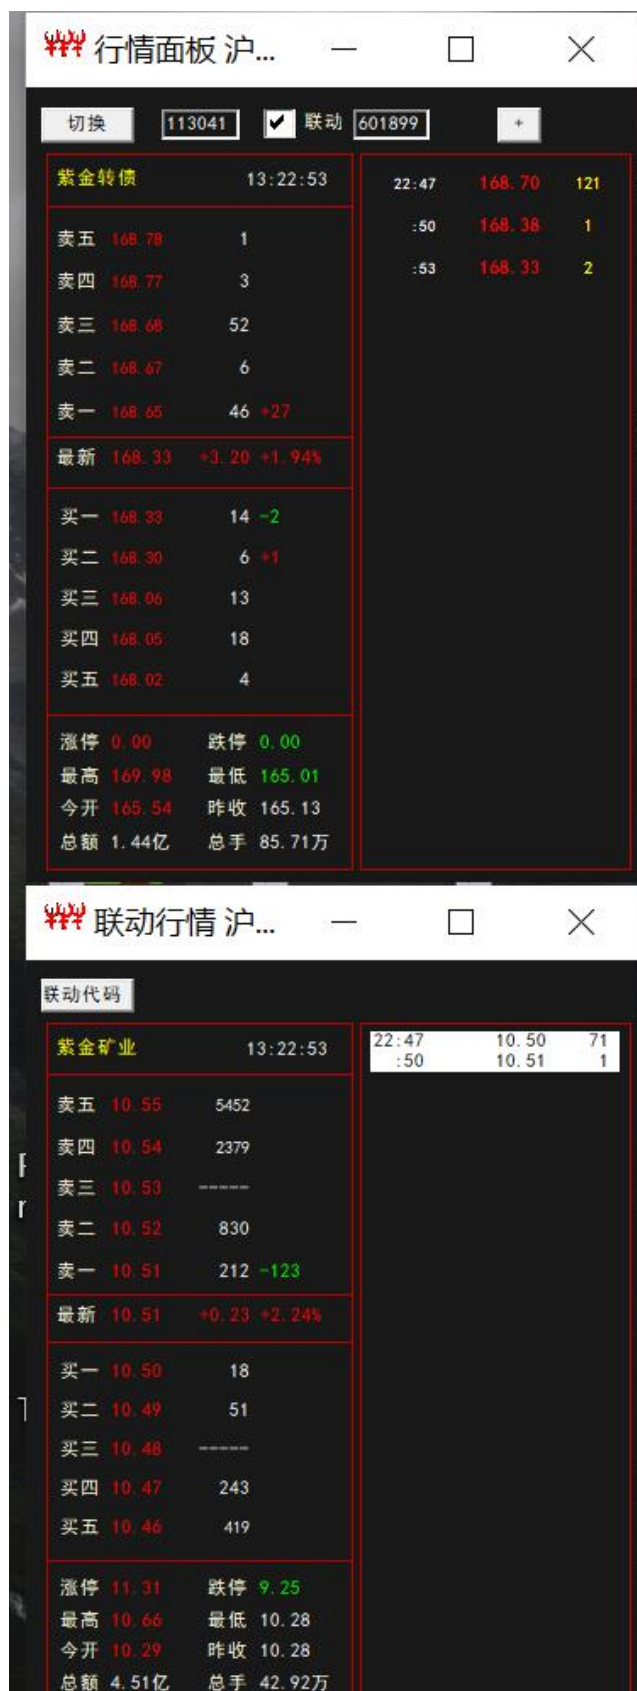 行情面板 沪...
切换 113041 联动 601899 +
紫金转债 13:22:53
卖五 168.78 1
卖四 168.77 3
卖三 168.68 52
卖二 168.67 6
卖一 168.65 46 +27
最新 168.33 +3.20 +1.94%
买一 168.33 14 -2
买二 168.30 6 +1
买三 168.06 13
买四 168.05 18
买五 168.02 4
涨停 0.00 跌停 0.00
最高 169.98 最低 165.01
今开 165.54 昨收 165.13
总额 1.44亿 总手 85.71万
22:47 168.70 121
:50 168.38 1
:53 168.33 2
联动行情 沪...
联动代码
紫金矿业 13:22:53
卖五 10.55 5452
卖四 10.54 2379
卖三 10.53 -----
卖二 10.52 830
卖一 10.51 212 -123
最新 10.51 +0.23 +2.24%
买一 10.50 18
买二 10.49 51
买三 10.48 -----
买四 10.47 243
买五 10.46 419
涨停 11.31 跌停 9.25
最高 10.66 最低 10.28
今开 10.29 昨收 10.28
总额 4.51亿 总手 42.92万
22:47 10.50 71
:50 10.51 1